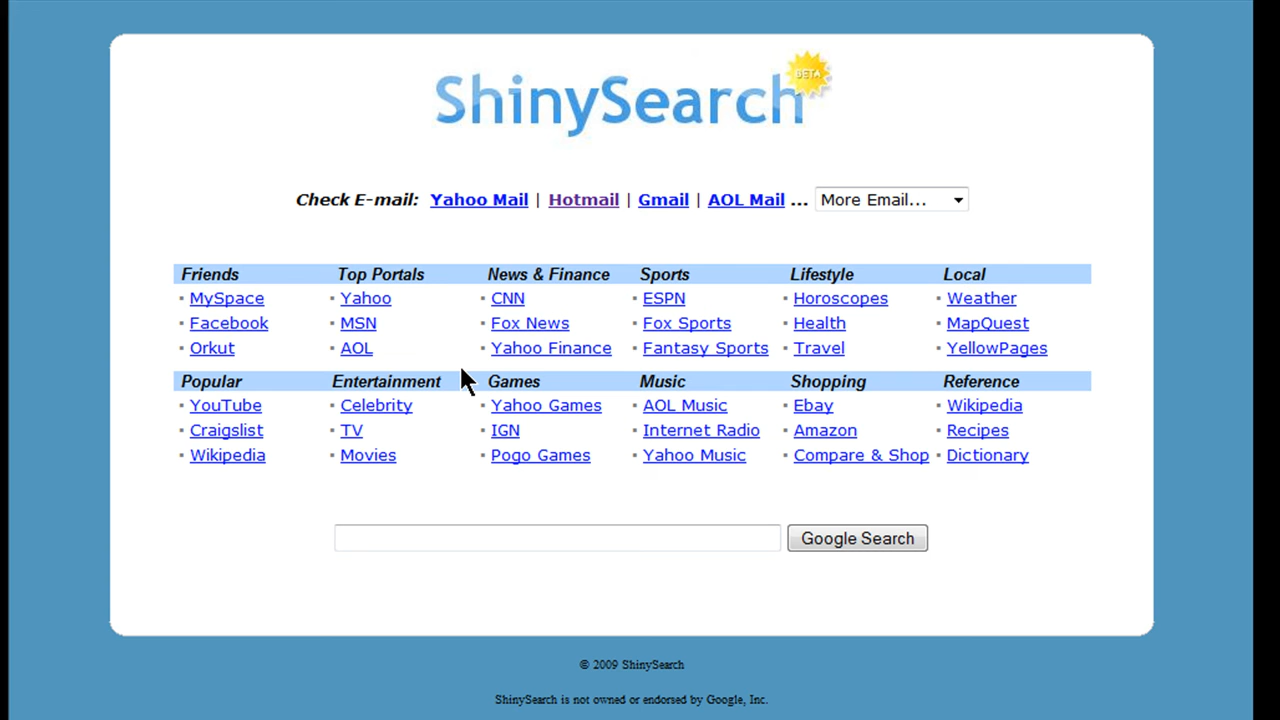 ShinySearch BETA
Check E-mail: Yahoo Mail | Hotmail | Gmail | AOL Mail ... More Email...
Friends Top Portals News & Finance Sports Lifestyle Local
▪ MySpace ▪ Yahoo ▪ CNN ▪ ESPN ▪ Horoscopes ▪ Weather
▪ Facebook ▪ MSN ▪ Fox News ▪ Fox Sports ▪ Health ▪ MapQuest
▪ Orkut ▪ AOL ▪ Yahoo Finance ▪ Fantasy Sports ▪ Travel ▪ YellowPages
Popular Entertainment Games Music Shopping Reference
▪ YouTube ▪ Celebrity ▪ Yahoo Games ▪ AOL Music ▪ Ebay ▪ Wikipedia
▪ Craigslist ▪ TV ▪ IGN ▪ Internet Radio ▪ Amazon ▪ Recipes
▪ Wikipedia ▪ Movies ▪ Pogo Games ▪ Yahoo Music ▪ Compare & Shop ▪ Dictionary
Google Search
© 2009 ShinySearch
ShinySearch is not owned or endorsed by Google, Inc.